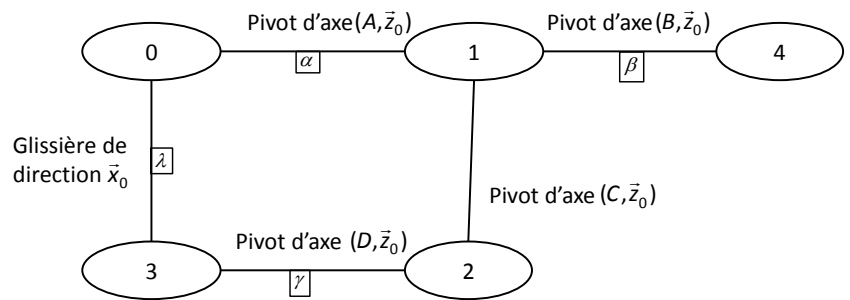 Pivot d'axe(A, z⃗₀)
Pivot d'axe(B, z⃗₀)
0
1
4
α
β
Glissière de
direction x⃗₀
λ
Pivot d'axe (C, z⃗₀)
Pivot d'axe (D, z⃗₀)
3
2
γ